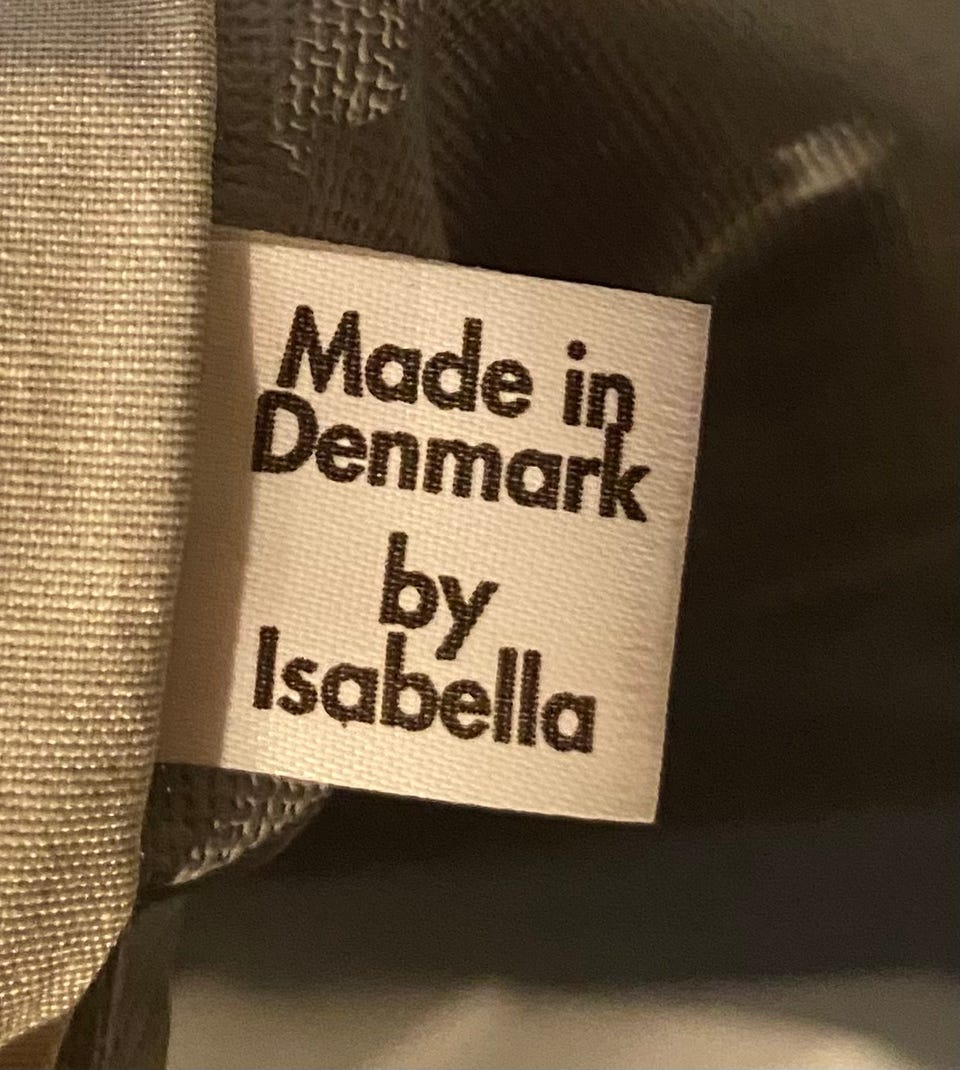 Made in
Denmark
by
Isabella